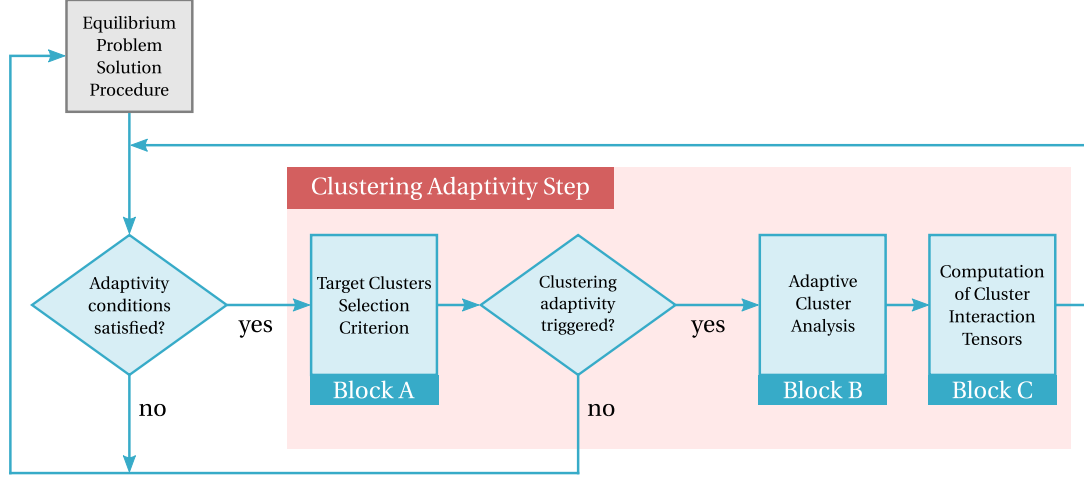 Equilibrium
Problem
Solution
Procedure
Clustering Adaptivity Step
Adaptivity
conditions
satisfied?
yes
no
Target Clusters
Selection
Criterion
Block A
Clustering
adaptivity
triggered?
yes
no
Adaptive
Cluster
Analysis
Block B
Computation
of Cluster
Interaction
Tensors
Block C